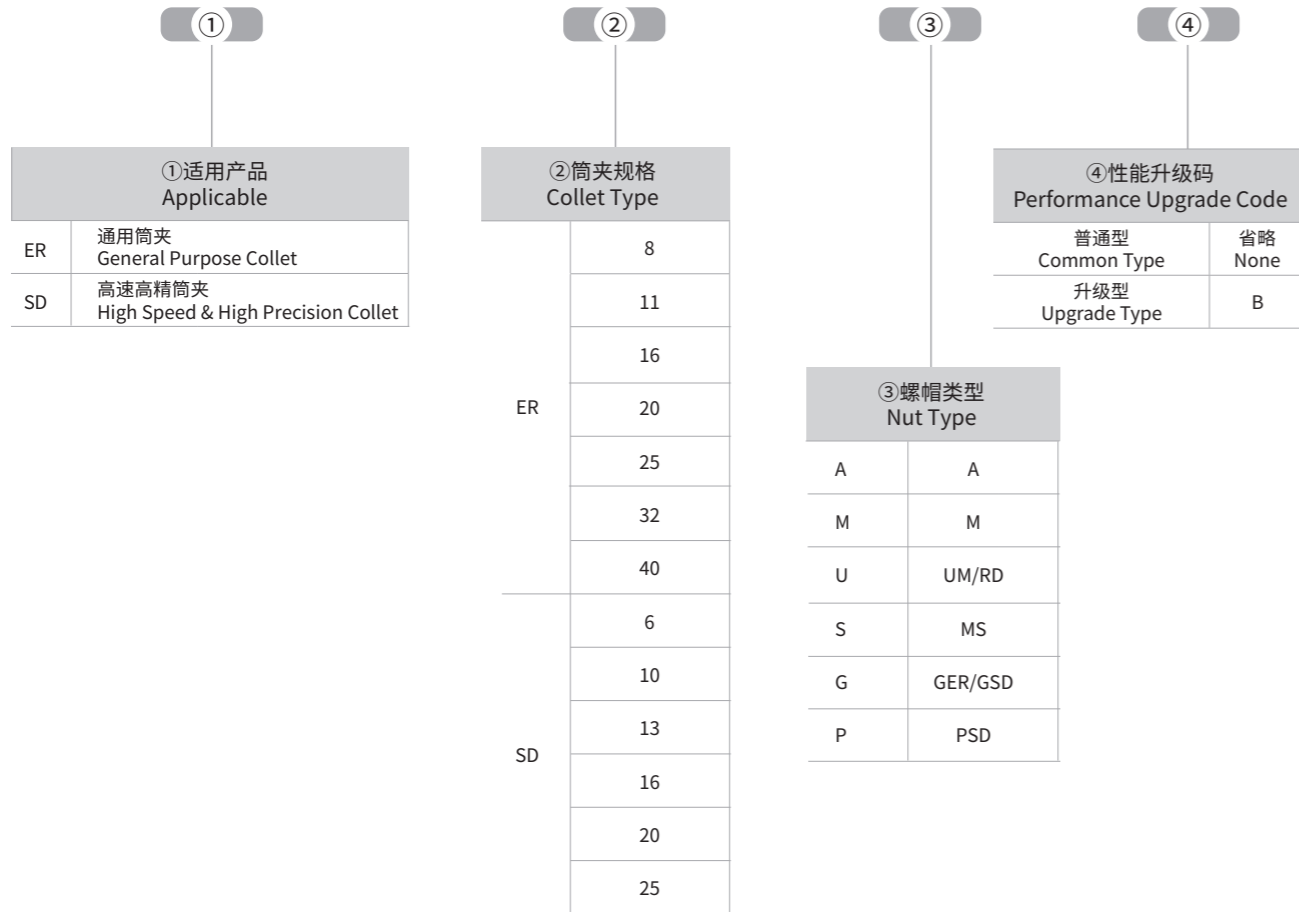 ①
②
③
④
①适用产品
Applicable
ER
通用筒夹
General Purpose Collet
SD
高速高精筒夹
High Speed & High Precision Collet
②筒夹规格
Collet Type
ER
8
11
16
20
25
32
40
SD
6
10
13
16
20
25
③螺帽类型
Nut Type
A A
M M
U UM/RD
S MS
G GER/GSD
P PSD
④性能升级码
Performance Upgrade Code
普通型 省略
Common Type None
升级型
Upgrade Type
B